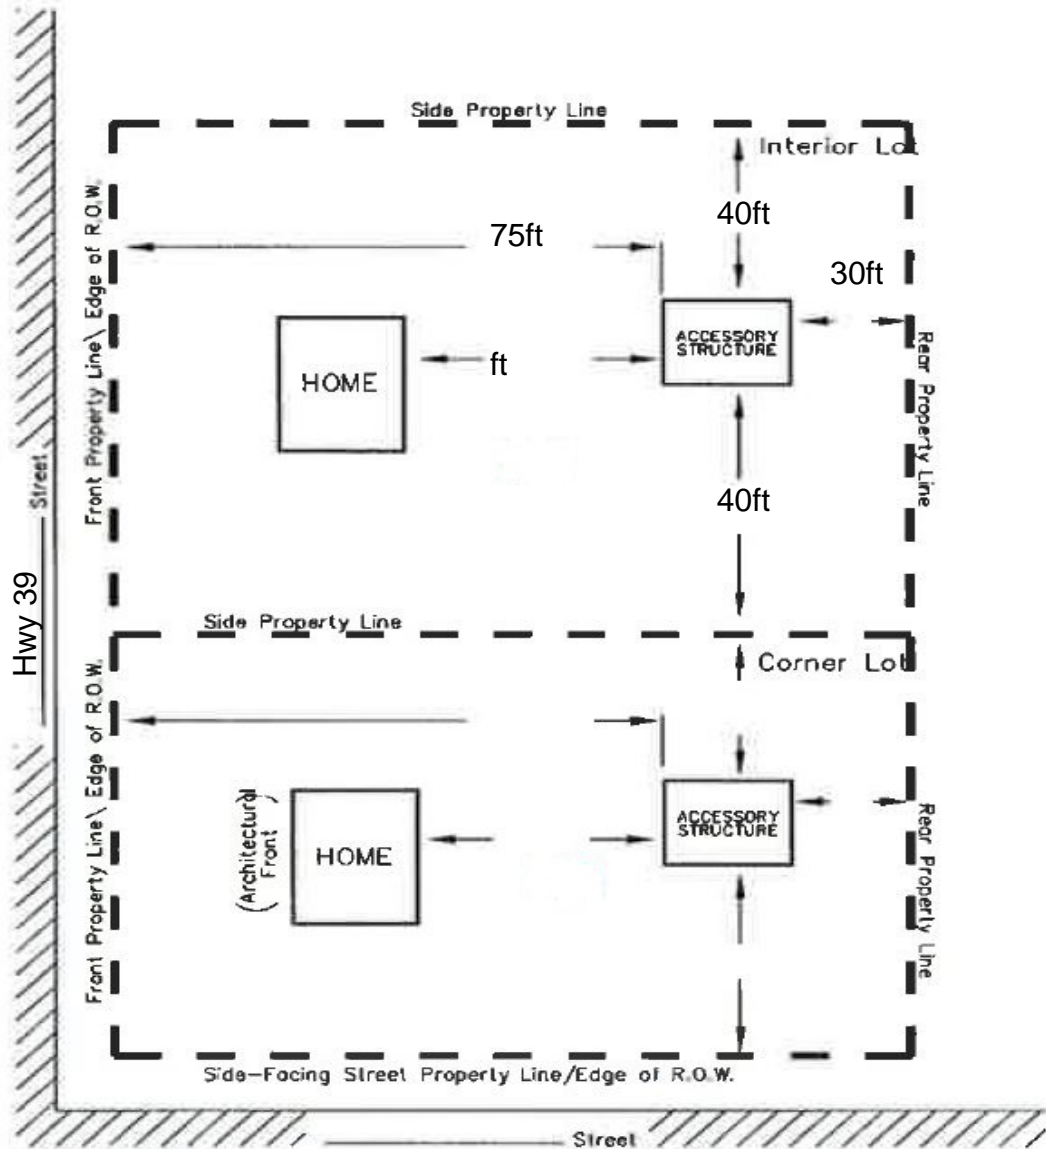 Side Property Line
Interior Lot
40ft
75ft
30ft
Front Property Line\ Edge of R.O.W.
ACCESSORY
STRUCTURE
HOME
ft
Rear Property Line
40ft
Street
Hwy 39
Side Property Line
Corner Lot
Front Property Line\ Edge of R.O.W.
(Architectural
Front)
HOME
ACCESSORY
STRUCTURE
Rear Property Line
Side-Facing Street Property Line/Edge of R.O.W.
Street